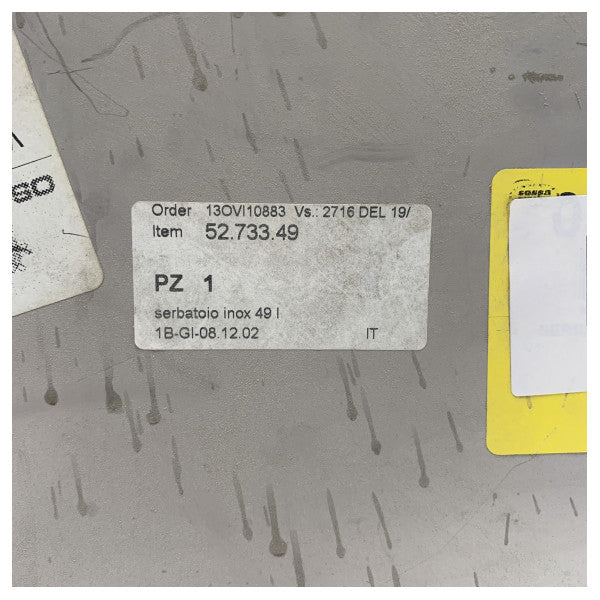 Order 13OVI10883 Vs.: 2716 DEL 19/
Item 52.733.49
PZ 1
serbatoio inox 49 l
1B-GI-08.12.02 IT